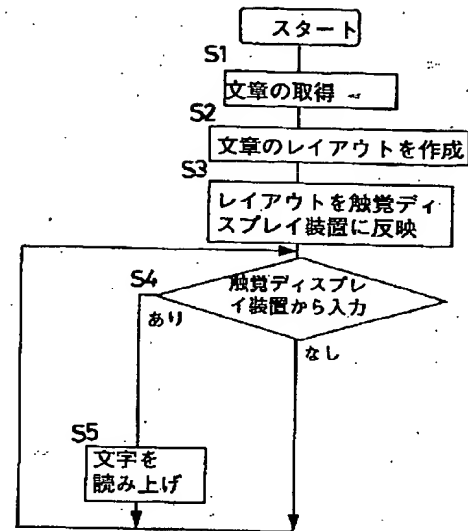 スタート
S1
文章の取得
S2
文章のレイアウトを作成
S3
レイアウトを触覚ディ
スプレイ装置に反映
S4
触覚ディスプレ
イ装置から入力
あり
なし
S5
文字を
読み上げ